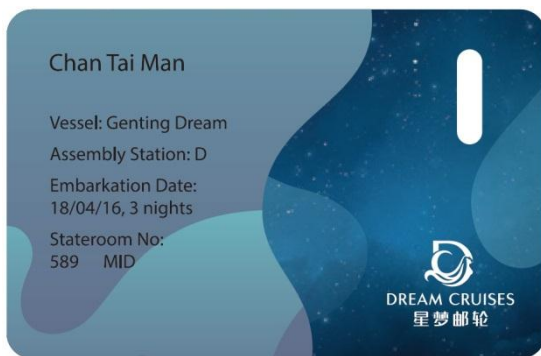 Chan Tai Man
Vessel: Genting Dream
Assembly Station: D
Embarkation Date:
18/04/16, 3 nights
Stateroom No:
589 MID
DREAM CRUISES
星梦邮轮